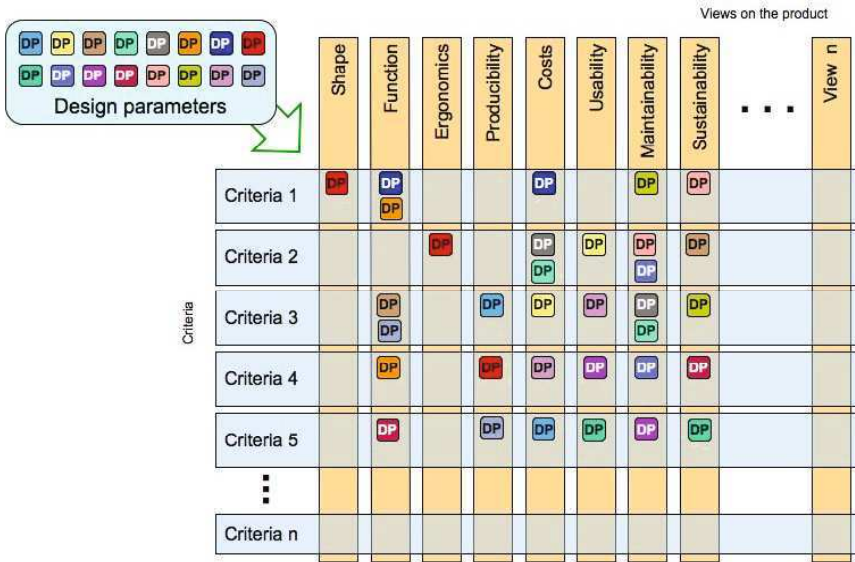 Views on the product
DP DP DP DP DP DP DP DP
DP DP DP DP DP DP DP DP
Design parameters
Shape
Function
Ergonomics
Producibility
Costs
Usability
Maintainability
Sustainability
. . .
View n
Criteria
Criteria 1
DP DP DP DP DP
DP
Criteria 2
DP DP DP DP DP
DP DP
Criteria 3
DP DP DP DP DP DP
DP DP
Criteria 4
DP DP DP DP DP DP
Criteria 5
DP DP DP DP DP DP
Criteria n